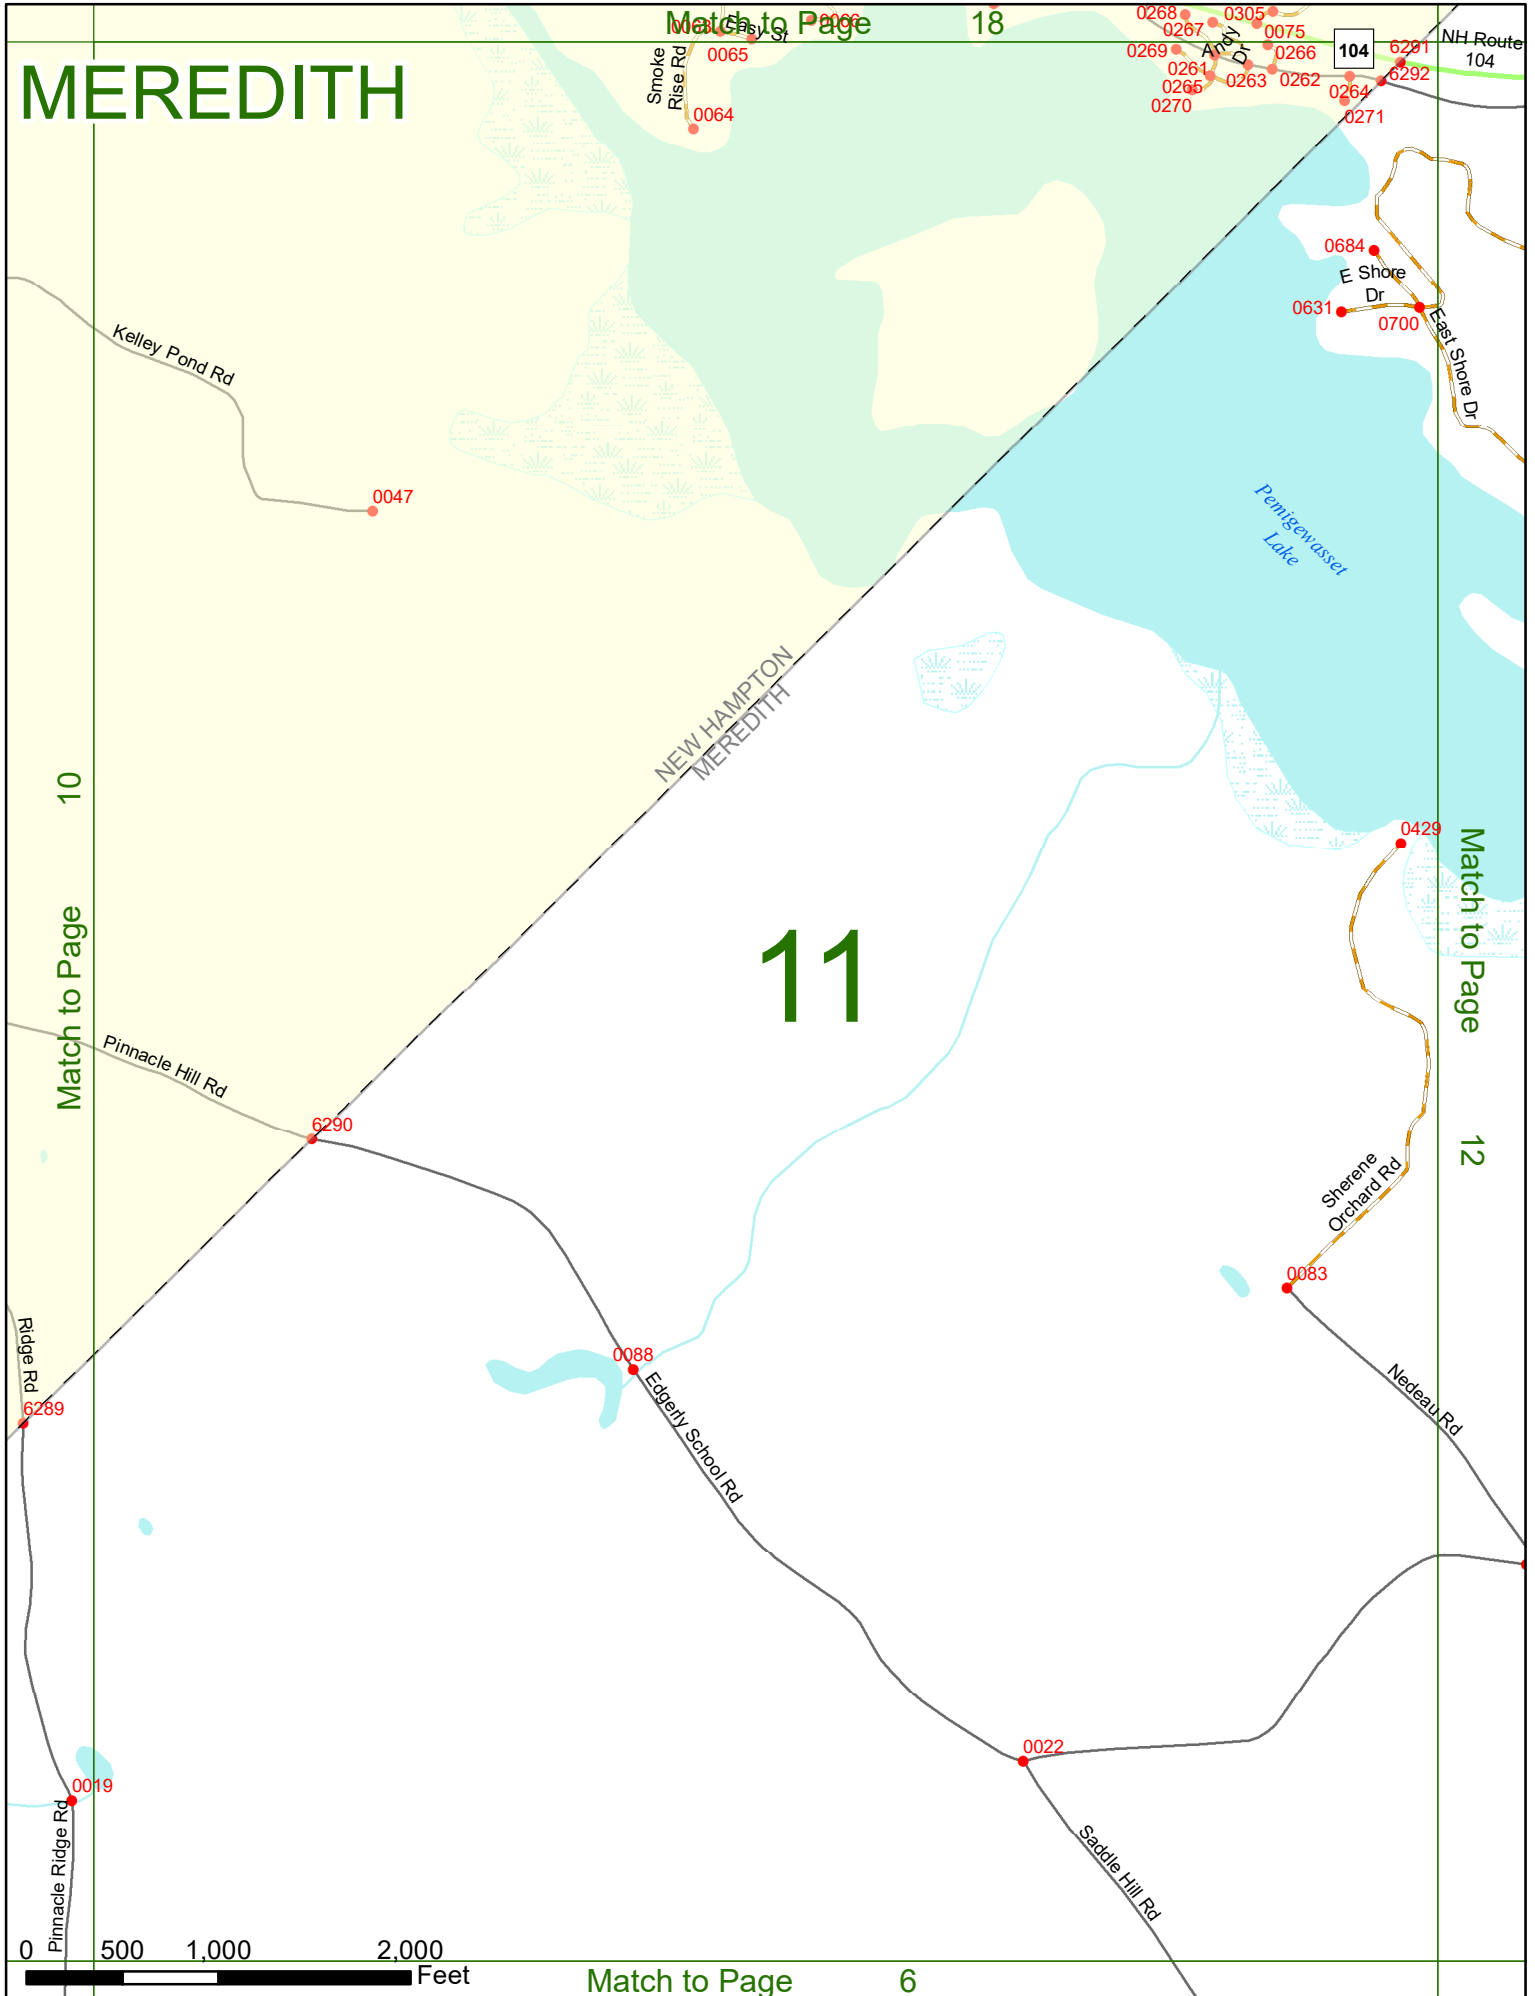 Match to Page 18
MEREDITH
0068
Easy St
0066
0065
Smoke
Rise Rd
0064
0268
0267
0305
0075
0269
Andy
Dr
0266
0261
0263
0262
0265
0270
104
6291
NH Route
104
6292
0264
0271
0684
E Shore
Dr
0631
0700
East Shore Dr
Kelley Pond Rd
0047
Pemigewasset
Lake
NEW HAMPTON
MEREDITH
Match to Page 10
0429
Match to Page 12
11
Pinnacle Hill Rd
6290
Sherene
Orchard Rd
0083
Ridge Rd
6289
0088
Edgerly School Rd
Nedeau Rd
0022
0019
Pinnacle Ridge Rd
Saddle Hill Rd
0 500 1,000 2,000
Feet
Match to Page 6